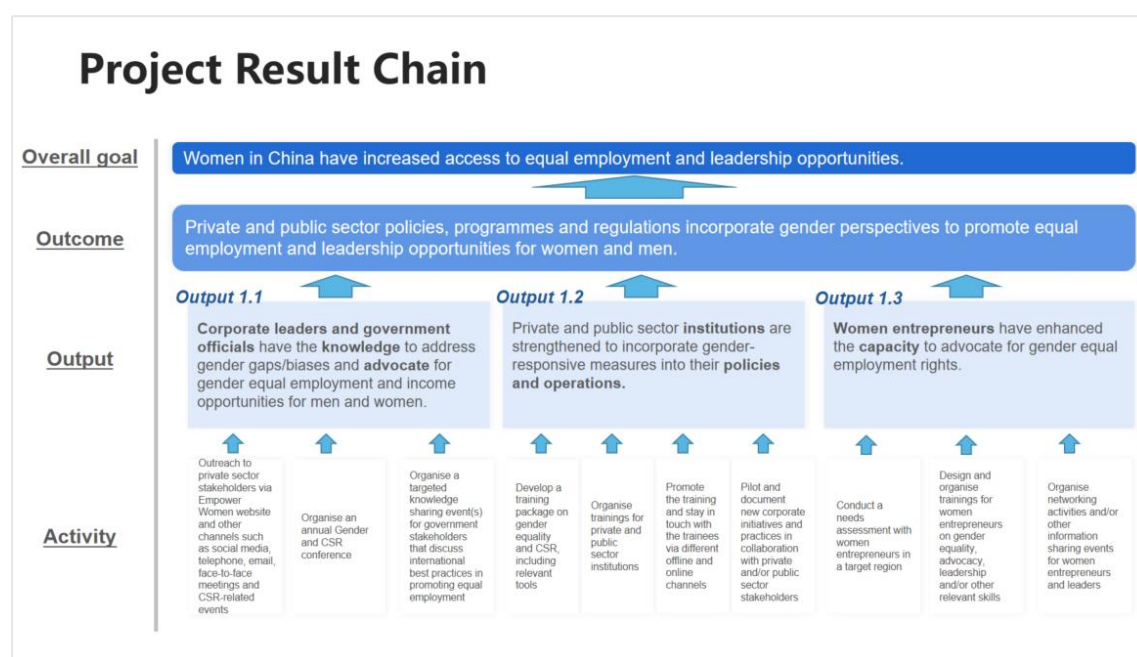 Project Result Chain
Overall goal
Women in China have increased access to equal employment and leadership opportunities.
Outcome
Private and public sector policies, programmes and regulations incorporate gender perspectives to promote equal
employment and leadership opportunities for women and men.
Output
Output 1.1
Corporate leaders and government
officials have the knowledge to address
gender gaps/biases and advocate for
gender equal employment and income
opportunities for men and women.
Output 1.2
Private and public sector institutions are
strengthened to incorporate gender-
responsive measures into their policies
and operations.
Output 1.3
Women entrepreneurs have enhanced
the capacity to advocate for gender equal
employment rights.
Activity
Outreach to
private sector
stakeholders via
Empower
Women website
and other
channels such
as social media,
telephone, email,
face-to-face
meetings and
CSR-related
events
Organise an
annual Gender
and CSR
conference
Organise a
targeted
knowledge
sharing event(s)
for government
stakeholders
that discuss
international
best practices in
promoting equal
employment
Develop a
training
package on
gender
equality and
CSR,
including
relevant
tools
Organise
trainings for
private and
public
sector
institutions
Promote
the training
and stay in
touch with
the trainees
via different
offline and
online
channels
Pilot and
document
new corporate
initiatives and
practices in
collaboration
with private
and/or public
sector
stakeholders
Conduct a
needs
assessment with
women
entrepreneurs in
a target region
Design and
organise
trainings for
women
entrepreneurs
on gender
equality,
advocacy,
leadership
and/or other
relevant skills
Organise
networking
activities and/or
other
information
sharing events
for women
entrepreneurs
and leaders